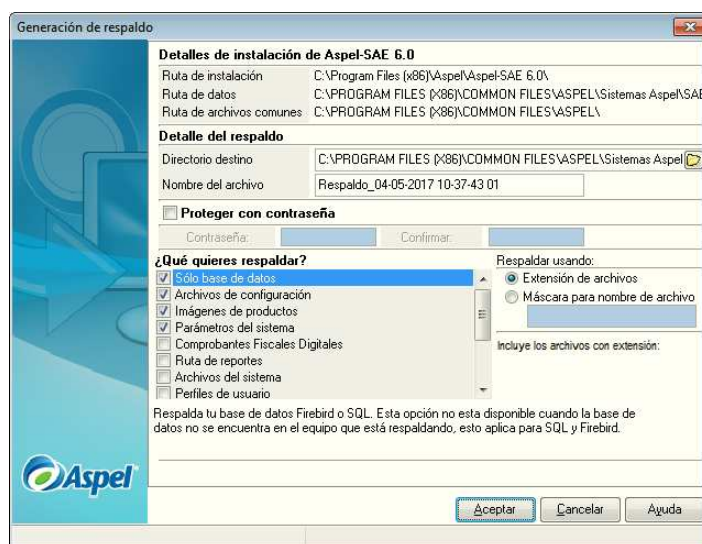 Generación de respaldo
Detalles de instalación de Aspel-SAE 6.0
Ruta de instalación C:\Program Files (x86)\Aspel\Aspel-SAE 6.0\
Ruta de datos C:\PROGRAM FILES (X86)\COMMON FILES\ASPEL\Sistemas Aspel\SAE
Ruta de archivos comunes C:\PROGRAM FILES (X86)\COMMON FILES\ASPEL\
Detalle del respaldo
Directorio destino C:\PROGRAM FILES (X86)\COMMON FILES\ASPEL\Sistemas Aspel
Nombre del archivo Respaldo_04-05-2017 10-37-43 01
Proteger con contraseña
Contraseña: Confirmar:
¿Qué quieres respaldar? Respaldar usando:
Sólo base de datos Extensión de archivos
Archivos de configuración Máscara para nombre de archivo
Imágenes de productos
Parámetros del sistema
Comprobantes Fiscales Digitales Incluye los archivos con extensión:
Ruta de reportes
Archivos del sistema
Perfiles de usuario
Respalda tu base de datos Firebird o SQL. Esta opción no esta disponible cuando la base de
datos no se encuentra en el equipo que está respaldando, esto aplica para SQL y Firebird.
Aspel
Aceptar Cancelar Ayuda